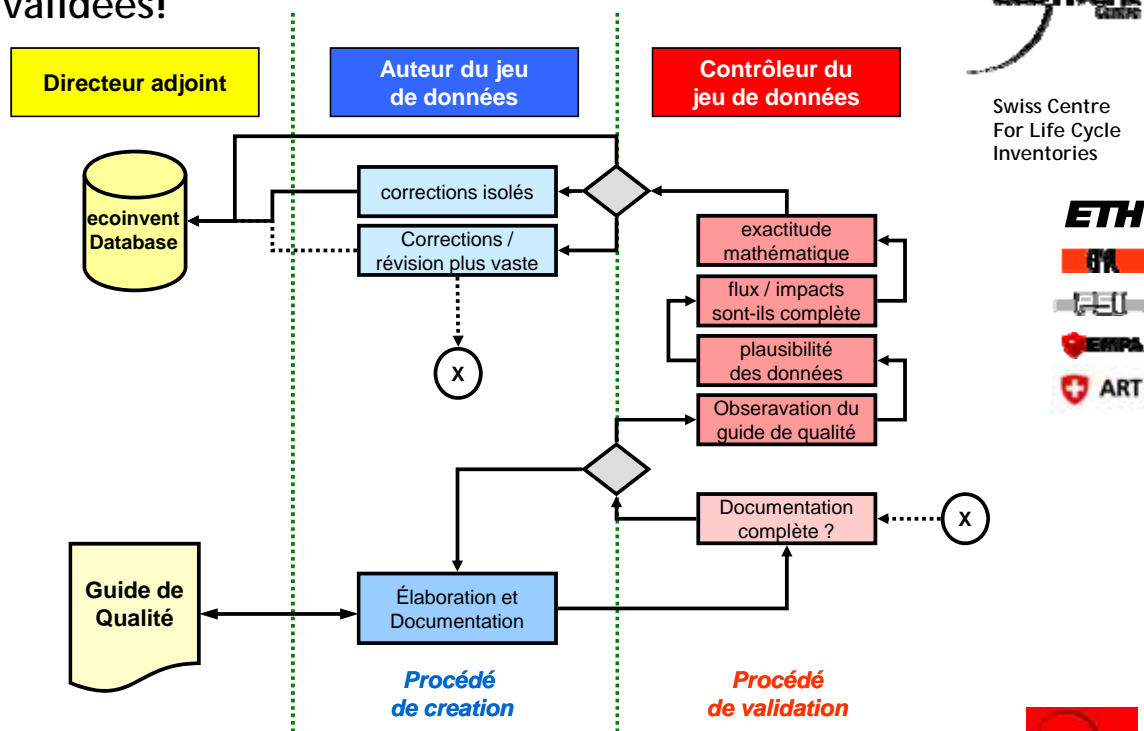 validées!
Directeur adjoint
Auteur du jeu
de données
Contrôleur du
jeu de données
Centre
Swiss Centre
For Life Cycle
Inventories
ETH
EMPA
ART
ecoinvent
Database
corrections isolés
Corrections /
révision plus vaste
X
exactitude
mathématique
flux / impacts
sont-ils complète
plausibilité
des données
Obseravation du
guide de qualité
Documentation
complète ?
X
Guide de
Qualité
Élaboration et
Documentation
Procédé
de creation
Procédé
de validation